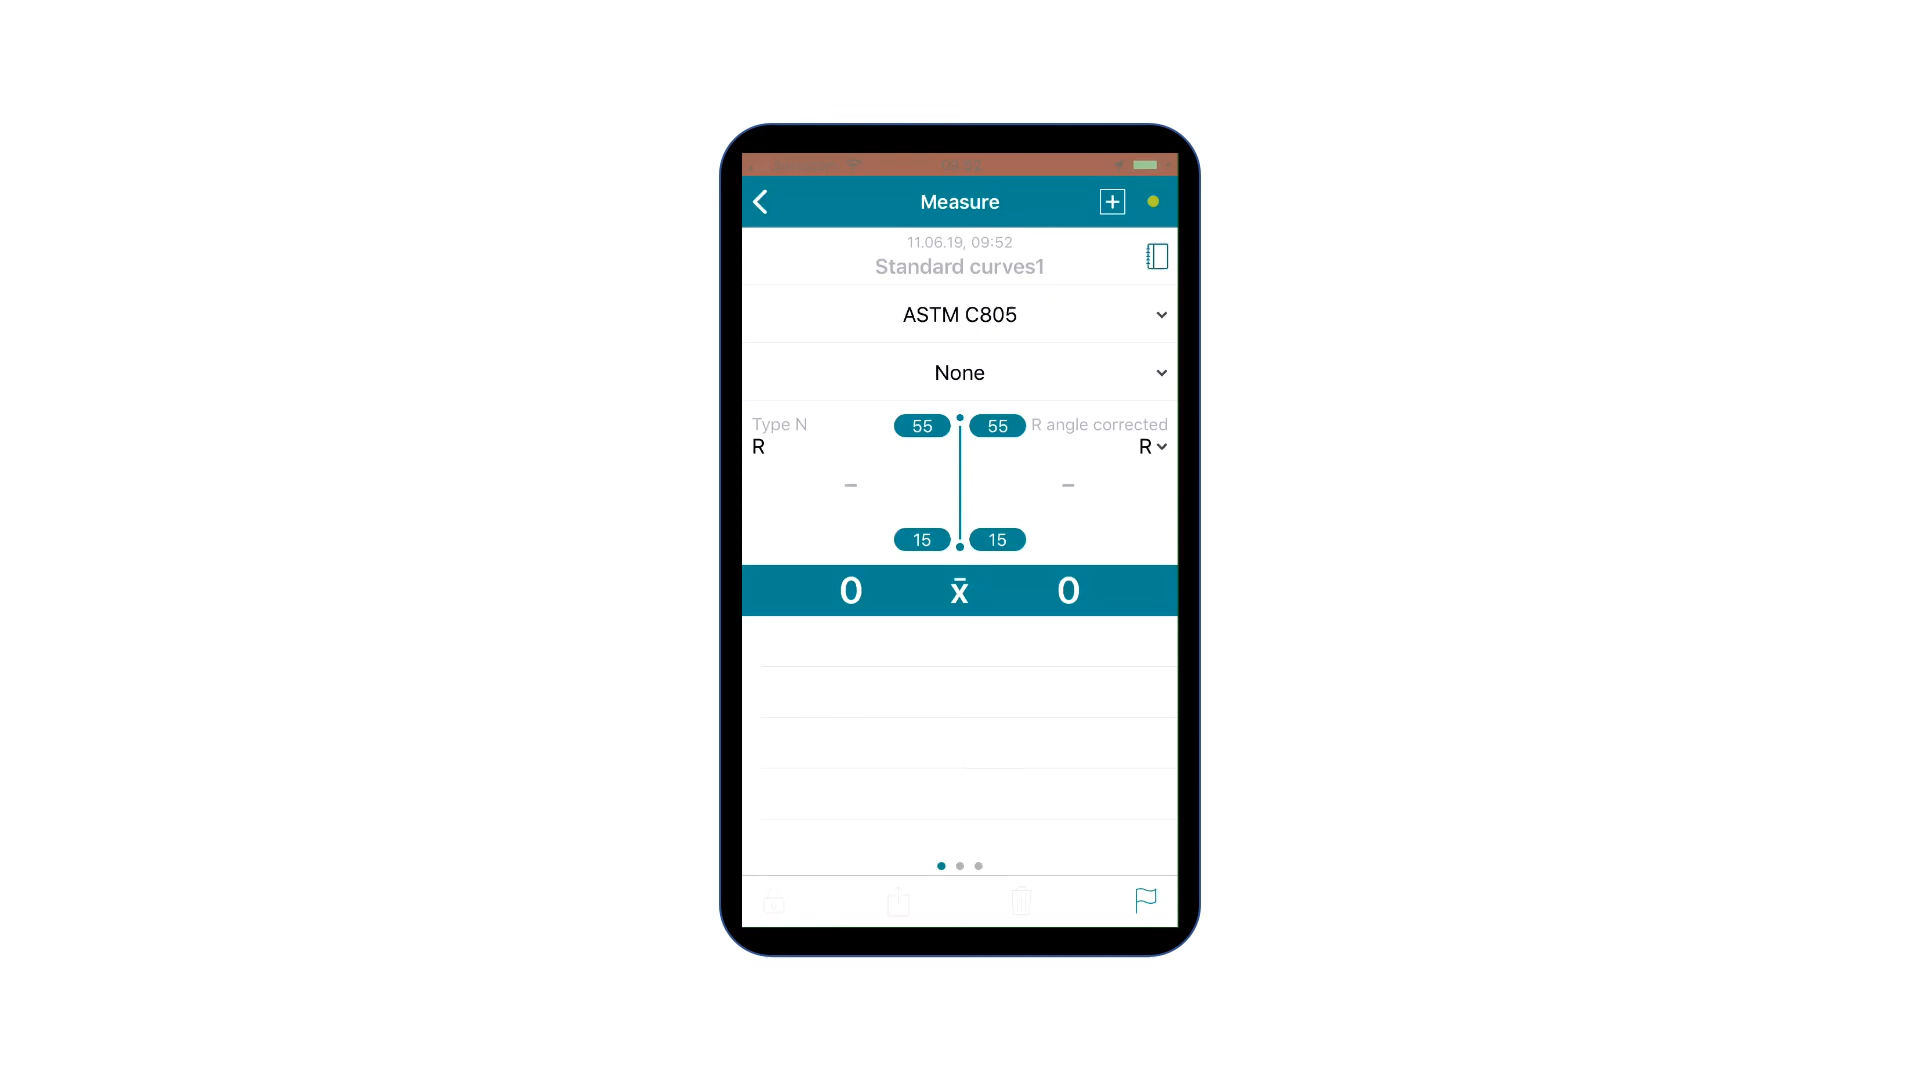 Measure
11.06.19, 09:52
Standard curves1
ASTM C805
None
Type N 55 55 R angle corrected
R R
– –
15 15
0 x̄ 0